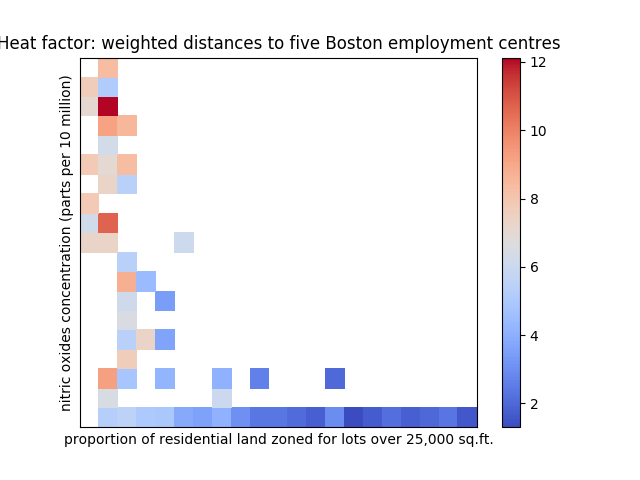 Heat factor: weighted distances to five Boston employment centres
nitric oxides concentration (parts per 10 million)
proportion of residential land zoned for lots over 25,000 sq.ft.
12
10
8
6
4
2